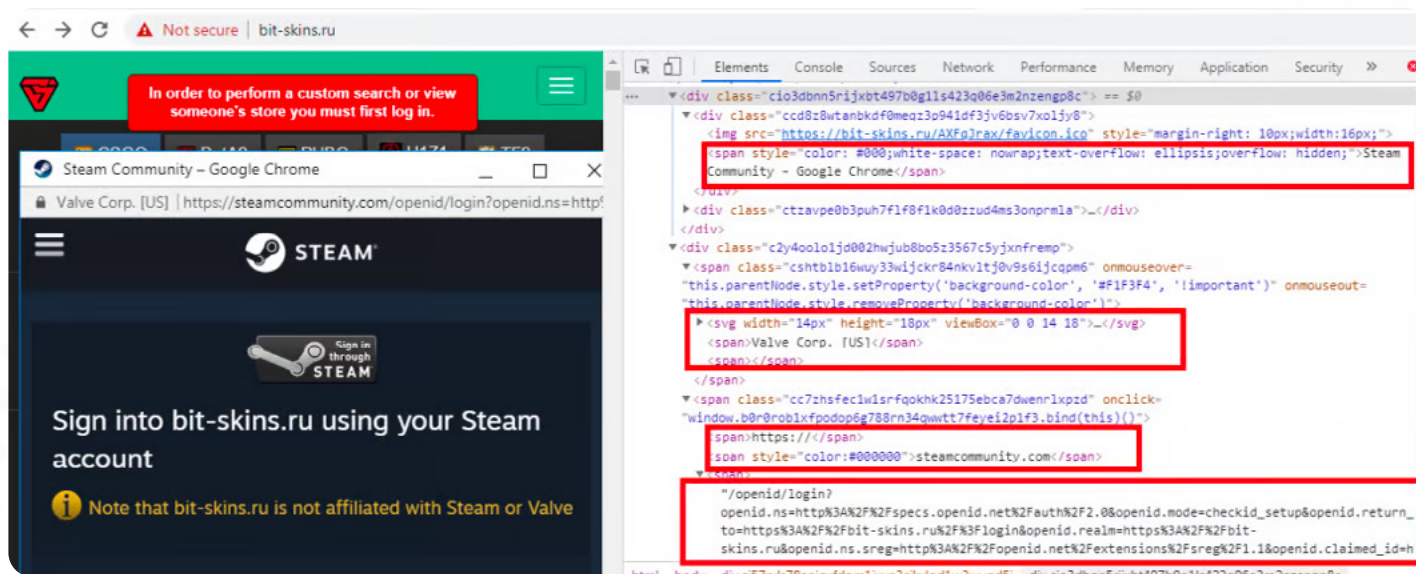 Not secure | bit-skins.ru
In order to perform a custom search or view
someone's store you must first log in.
Steam Community – Google Chrome
Valve Corp. [US] | https://steamcommunity.com/openid/login?openid.ns=http
STEAM
Sign in
through
STEAM
Sign into bit-skins.ru using your Steam
account
Note that bit-skins.ru is not affiliated with Steam or Valve
Elements Console Sources Network Performance Memory Application Security »
... ▼<div class="cio3dbnn5rijxbt497b0g1ls423q06e3m2nzengp8c"> == $0
▼<div class="ccd8z8wtanbkdf0meqz3p941df3jv6bsv7xoljy8">
<img src="https://bit-skins.ru/AXFqJrax/favicon.ico" style="margin-right: 10px;width:16px;">
<span style="color: #000;white-space: nowrap;text-overflow: ellipsis;overflow: hidden;">Steam
Community – Google Chrome</span>
</div>
▶<div class="ctzavpe0b3puh7flf8f1k0d0zzud4ms3onprmla">…</div>
</div>
▼<div class="c2y4oolo1jd002hwjub8bo5z3567c5yjxnfremp">
▼<span class="cshtblb16wuy33wijckr84nkvltj0v9s6ijcqpm6" onmouseover=
"this.parentNode.style.setProperty('background-color', '#F1F3F4', '!important')" onmouseout=
"this.parentNode.style.removeProperty('background-color')">
▶<svg width="14px" height="18px" viewBox="0 0 14 18">…</svg>
<span>Valve Corp. [US]</span>
<span></span>
</span>
▼<span class="cc7zhsfec1w1srfqokhk25175ebca7dwenrlxpzd" onclick=
"window.b0r0roblxfpodop6g788rn34qwwtt7feyei2plf3.bind(this)()">
<span>https://</span>
<span style="color:#000000">steamcommunity.com</span>
▼<span>
"/openid/login?
openid.ns=http%3A%2F%2Fspecs.openid.net%2Fauth%2F2.0&openid.mode=checkid_setup&openid.return_
to=https%3A%2F%2Fbit-skins.ru%2F%3Flogin&openid.realm=https%3A%2F%2Fbit-
skins.ru&openid.ns.sreg=http%3A%2F%2Fopenid.net%2Fextensions%2Fsreg%2F1.1&openid.claimed_id=h